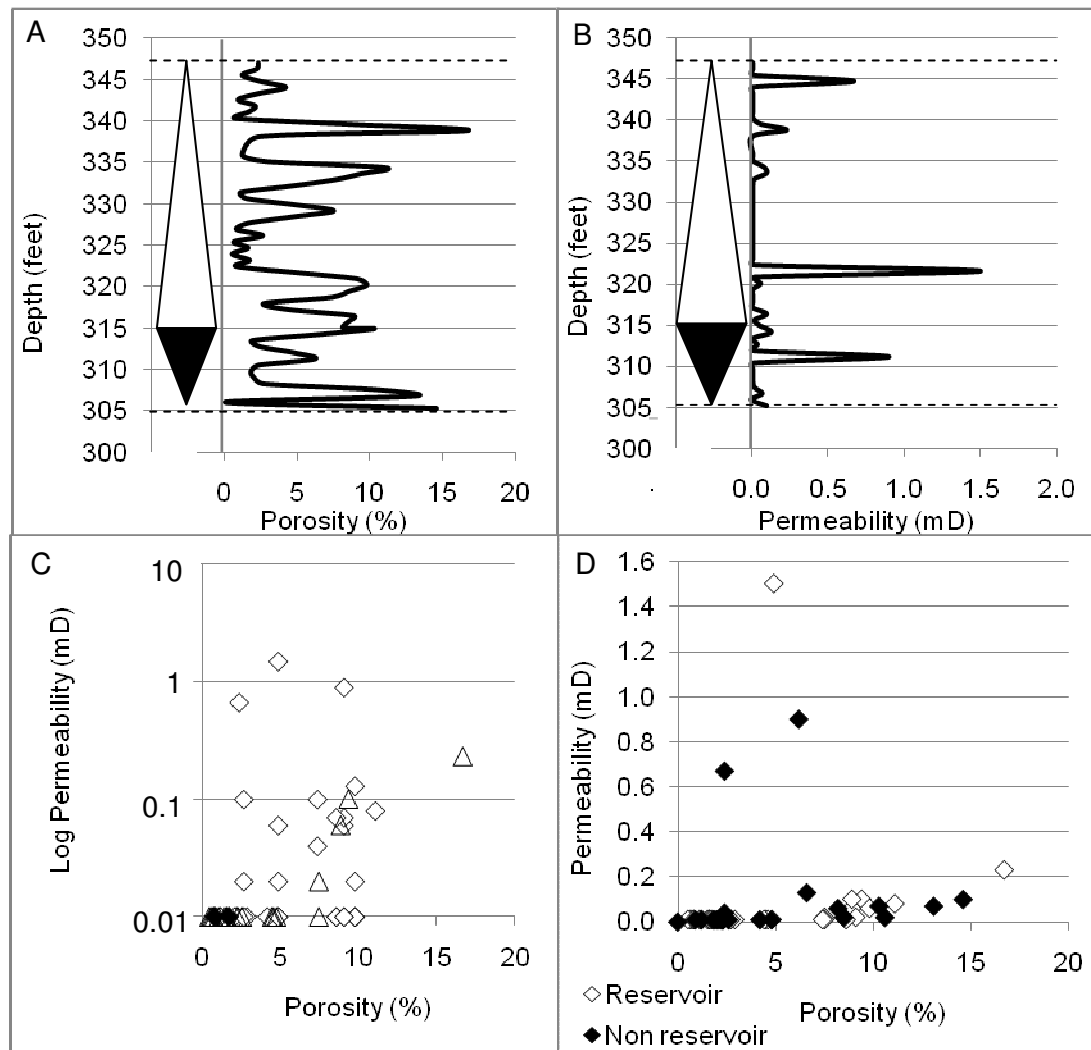 A
350
345
340
335
330
325
320
315
310
305
300
Depth (feet)
0 5 10 15 20
Porosity (%)
B
350
345
340
335
330
325
320
315
310
305
300
Depth (feet)
0.0 0.5 1.0 1.5 2.0
Permeability (mD)
C
10
1
0.1
0.01
Log Permeability (mD)
0 5 10 15 20
Porosity (%)
D
1.6
1.4
1.2
1.0
0.8
0.6
0.4
0.2
0.0
Permeability (mD)
0 5 10 15 20
Porosity (%)
Reservoir
Non reservoir